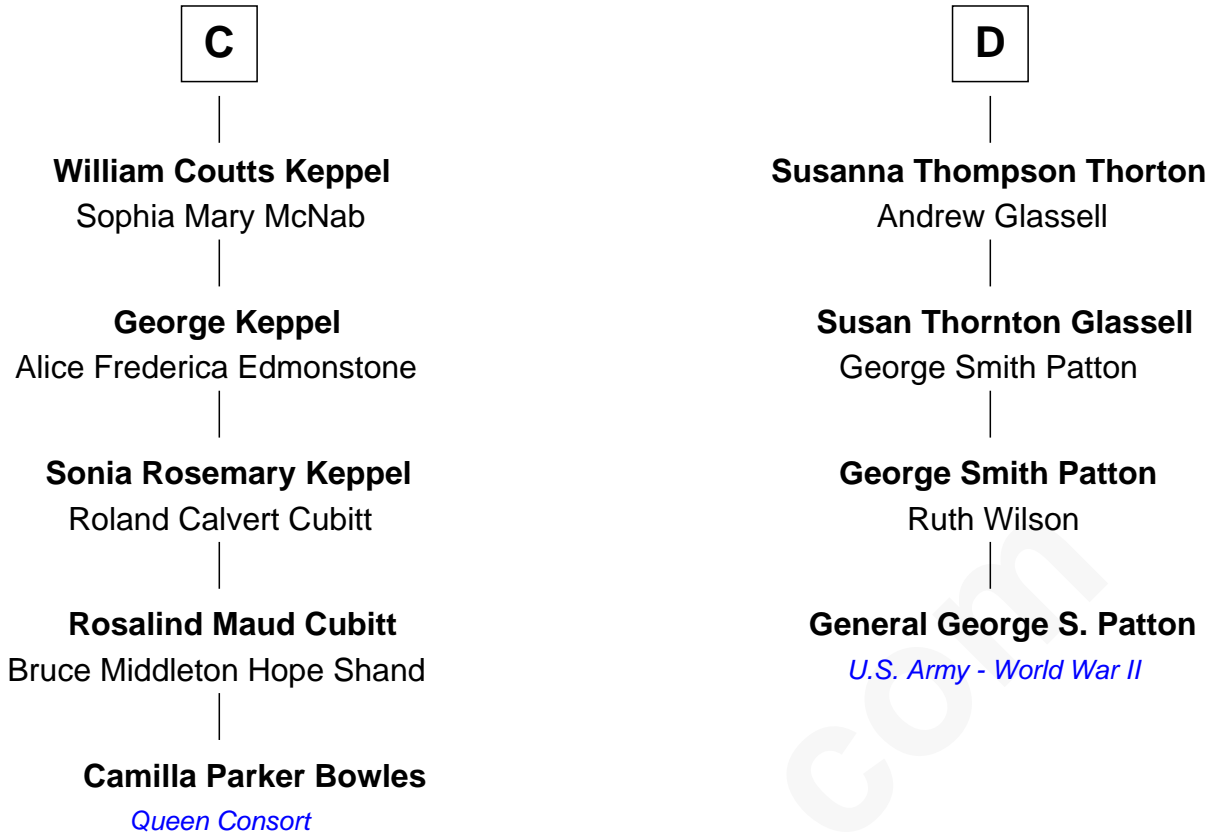 C
William Coutts Keppel
Sophia Mary McNab
George Keppel
Alice Frederica Edmonstone
Sonia Rosemary Keppel
Roland Calvert Cubitt
Rosalind Maud Cubitt
Bruce Middleton Hope Shand
Camilla Parker Bowles
Queen Consort
D
Susanna Thompson Thorton
Andrew Glassell
Susan Thornton Glassell
George Smith Patton
George Smith Patton
Ruth Wilson
General George S. Patton
U.S. Army - World War II
com